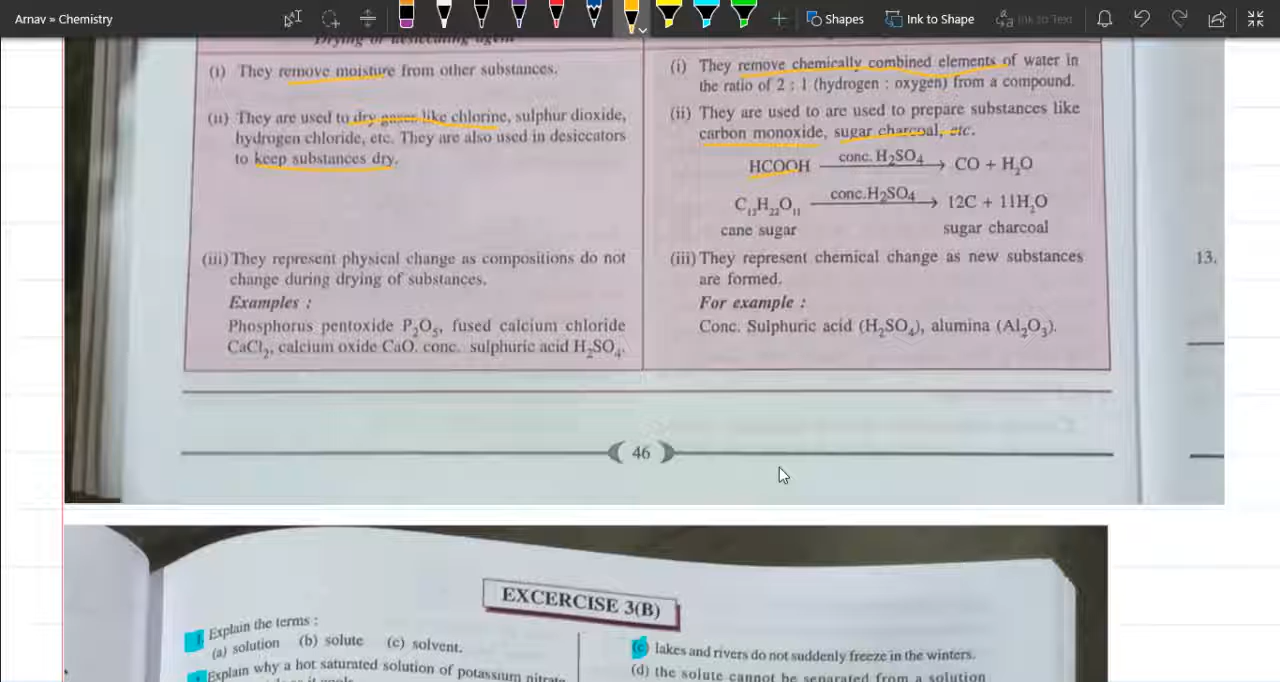 Arnav » Chemistry
Shapes
Ink to Shape
Ink to Text
Drying or desiccating agent
(i) They remove moisture from other substances.
(ii) They are used to dry gases like chlorine, sulphur dioxide,
hydrogen chloride, etc. They are also used in desiccators
to keep substances dry.
(iii) They represent physical change as compositions do not
change during drying of substances.
Examples :
Phosphorus pentoxide P₂O₅, fused calcium chloride
CaCl₂, calcium oxide CaO. conc. sulphuric acid H₂SO₄.
(i) They remove chemically combined elements of water in
the ratio of 2 : 1 (hydrogen : oxygen) from a compound.
(ii) They are used to are used to prepare substances like
carbon monoxide, sugar charcoal, etc.
HCOOH conc. H₂SO₄ → CO + H₂O
C₁₂H₂₂O₁₁ conc.H₂SO₄ → 12C + 11H₂O
cane sugar sugar charcoal
(iii) They represent chemical change as new substances
are formed.
For example :
Conc. Sulphuric acid (H₂SO₄), alumina (Al₂O₃).
13.
46
EXCERCISE 3(B)
Explain the terms :
(a) solution (b) solute (c) solvent.
Explain why a hot saturated solution of potassium nitrate
(c) lakes and rivers do not suddenly freeze in the winters.
(d) the solute cannot be separated from a solution